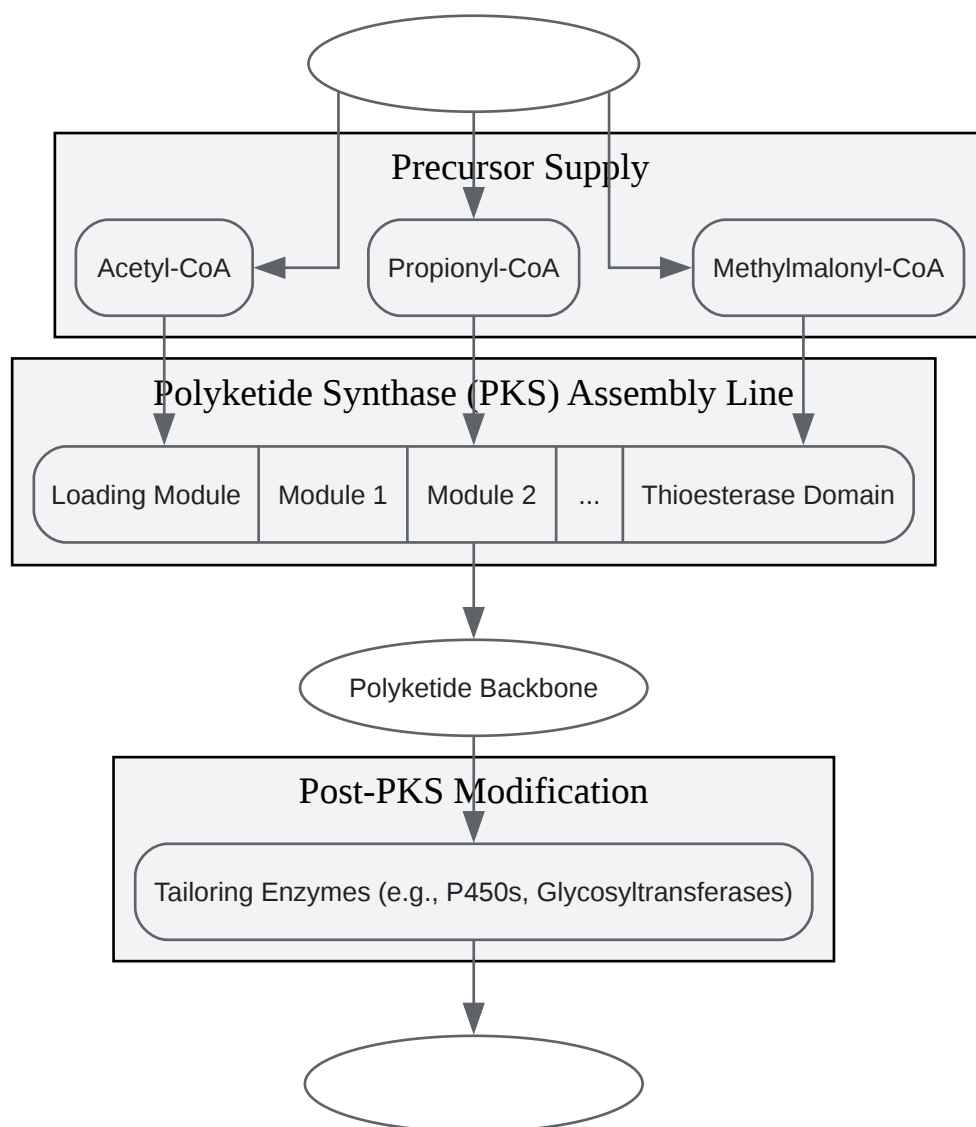 Precursor Supply
Acetyl-CoA
Propionyl-CoA
Methylmalonyl-CoA
Polyketide Synthase (PKS) Assembly Line
Loading Module
Module 1
Module 2
...
Thioesterase Domain
Polyketide Backbone
Post-PKS Modification
Tailoring Enzymes (e.g., P450s, Glycosyltransferases)